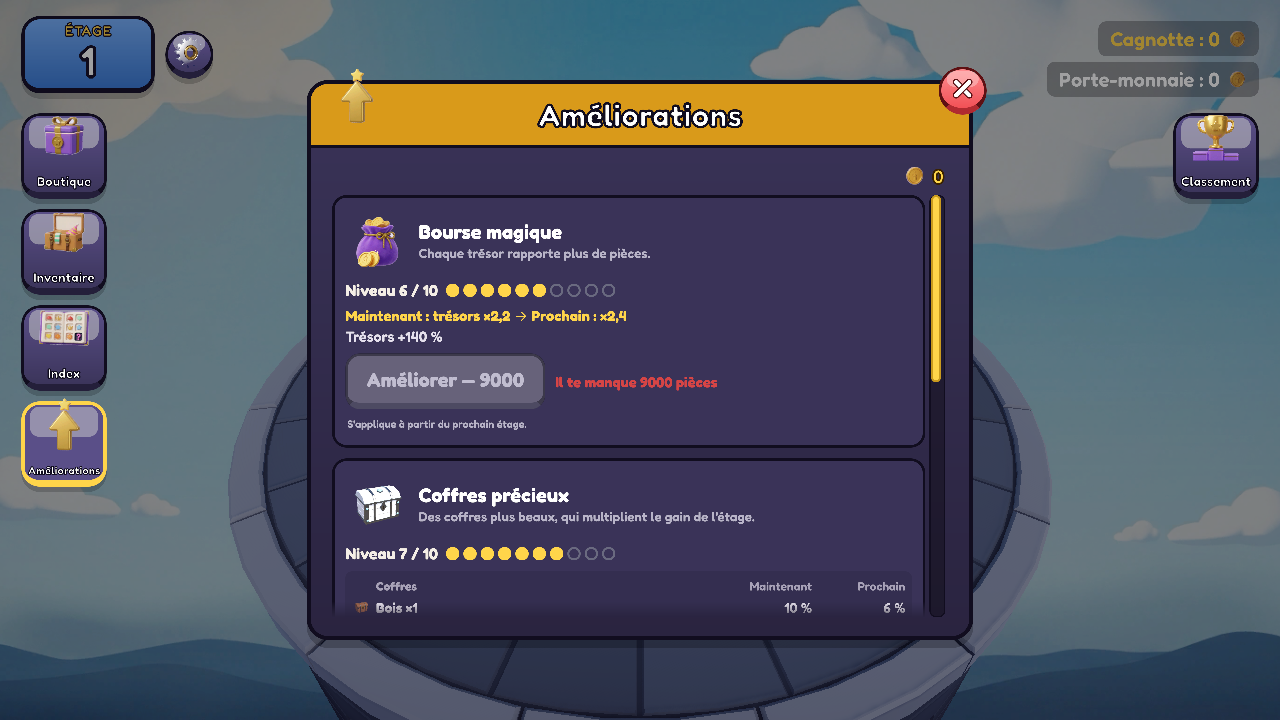 ÉTAGE
1
Cagnotte : 0
Porte-monnaie : 0
Boutique
Inventaire
Index
Améliorations
Classement
Améliorations
0
Bourse magique
Chaque trésor rapporte plus de pièces.
Niveau 6 / 10
Maintenant : trésors ×2,2 → Prochain : ×2,4
Trésors +140 %
Améliorer — 9000
Il te manque 9000 pièces
S'applique à partir du prochain étage.
Coffres précieux
Des coffres plus beaux, qui multiplient le gain de l'étage.
Niveau 7 / 10
Coffres Maintenant Prochain
Bois ×1 10 % 6 %